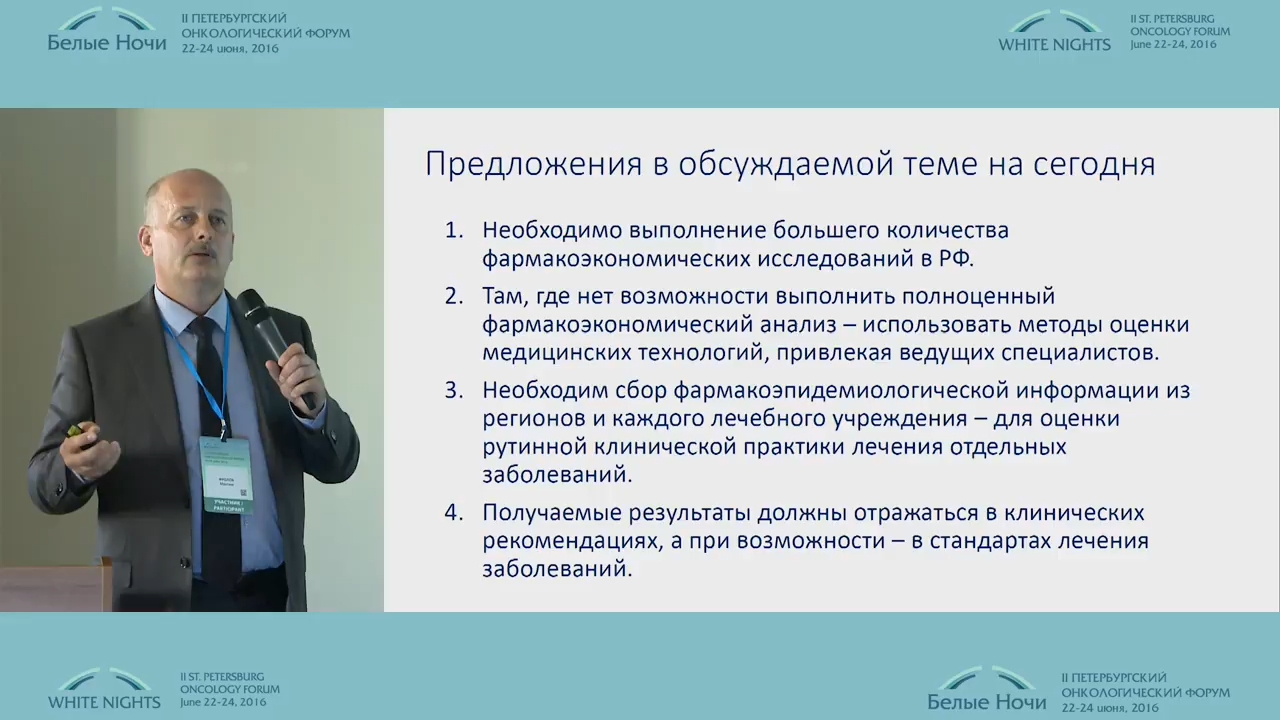 Белые Ночи
II ПЕТЕРБУРГСКИЙ
ОНКОЛОГИЧЕСКИЙ ФОРУМ
22-24 июня, 2016
WHITE NIGHTS
II ST. PETERSBURG
ONCOLOGY FORUM
June 22-24, 2016
Предложения в обсуждаемой теме на сегодня
1. Необходимо выполнение большего количества
фармакоэкономических исследований в РФ.
2. Там, где нет возможности выполнить полноценный
фармакоэкономический анализ – использовать методы оценки
медицинских технологий, привлекая ведущих специалистов.
3. Необходим сбор фармакоэпидемиологической информации из
регионов и каждого лечебного учреждения – для оценки
рутинной клинической практики лечения отдельных
заболеваний.
4. Получаемые результаты должны отражаться в клинических
рекомендациях, а при возможности – в стандартах лечения
заболеваний.
УЧАСТНИК /
PARTICIPANT
WHITE NIGHTS
II ST. PETERSBURG
ONCOLOGY FORUM
June 22-24, 2016
Белые Ночи
II ПЕТЕРБУРГСКИЙ
ОНКОЛОГИЧЕСКИЙ ФОРУМ
22-24 июня, 2016